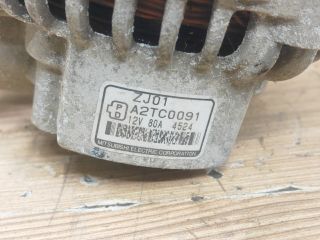 ZJ01
A2TC0091
12V 80A 4524
MITSUBISHI ELECTRIC CORPORATION